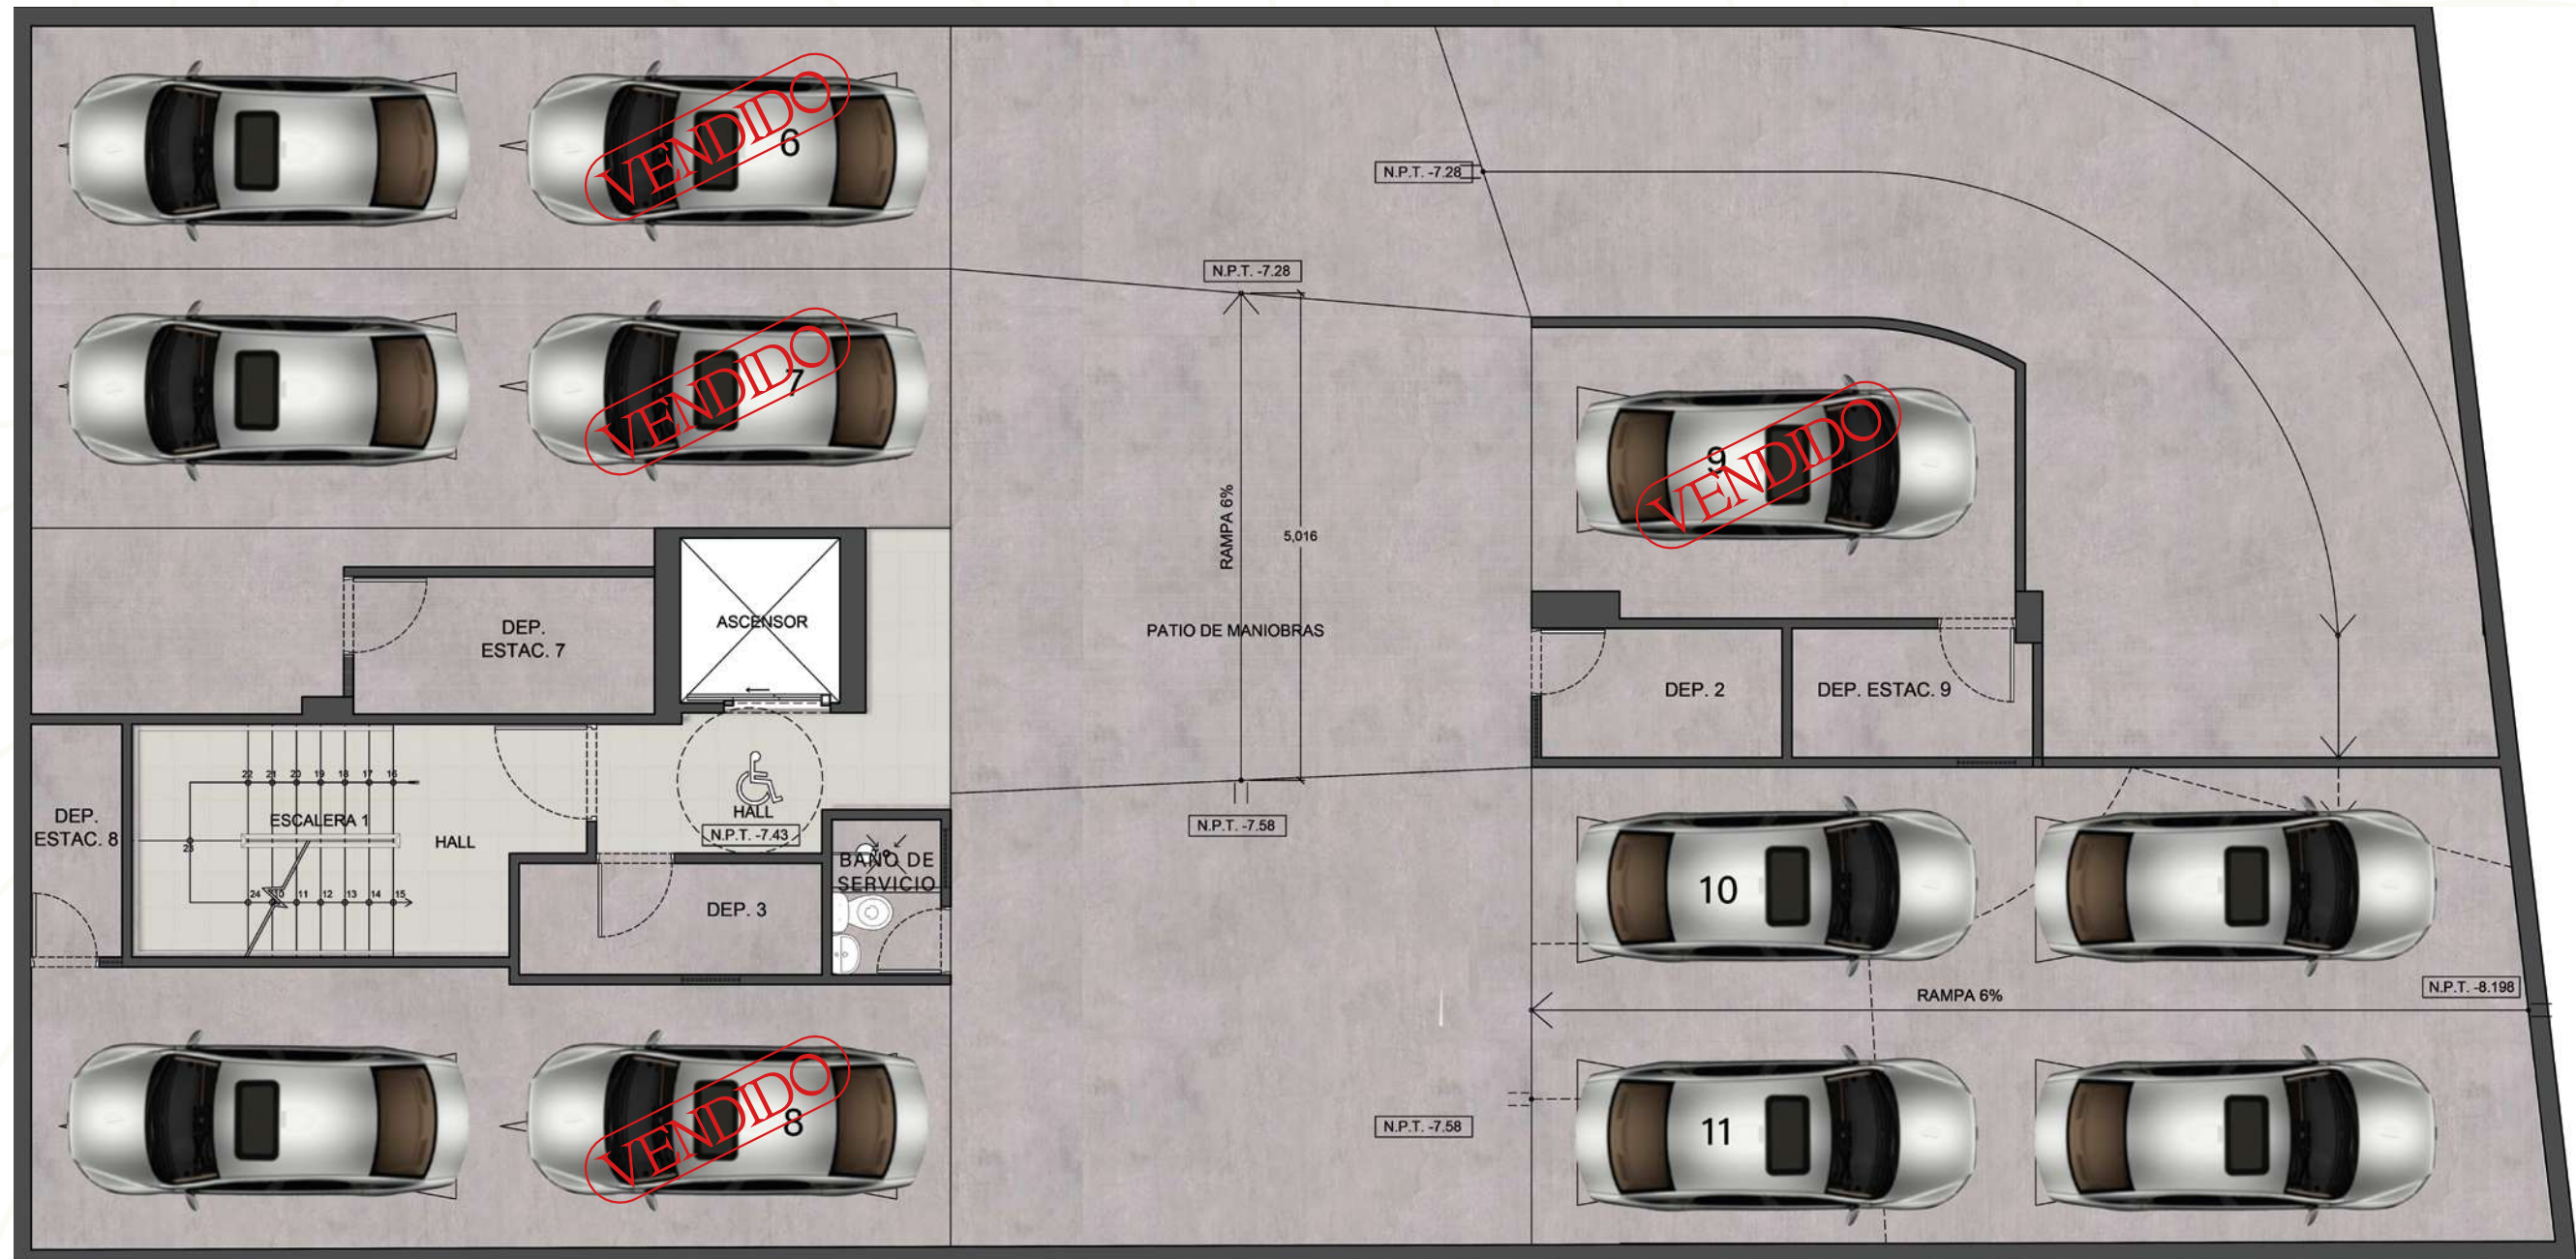 VENDIDO
6
N.P.T. -7.28
N.P.T. -7.28
VENDIDO
7
VENDIDO
9
RAMPA 6%
5,016
ASCENSOR
DEP.
ESTAC. 7
PATIO DE MANIOBRAS
DEP. 2
DEP. ESTAC. 9
22 21 20 19 18 17 16
DEP.
ESTAC. 8
ESCALERA 1
23
HALL
HALL
N.P.T. -7.43
N.P.T. -7.58
BAÑO DE
SERVICIO
24 10 11 12 13 14 15
DEP. 3
10
N.P.T. -8.198
RAMPA 6%
VENDIDO
8
N.P.T. -7.58
11